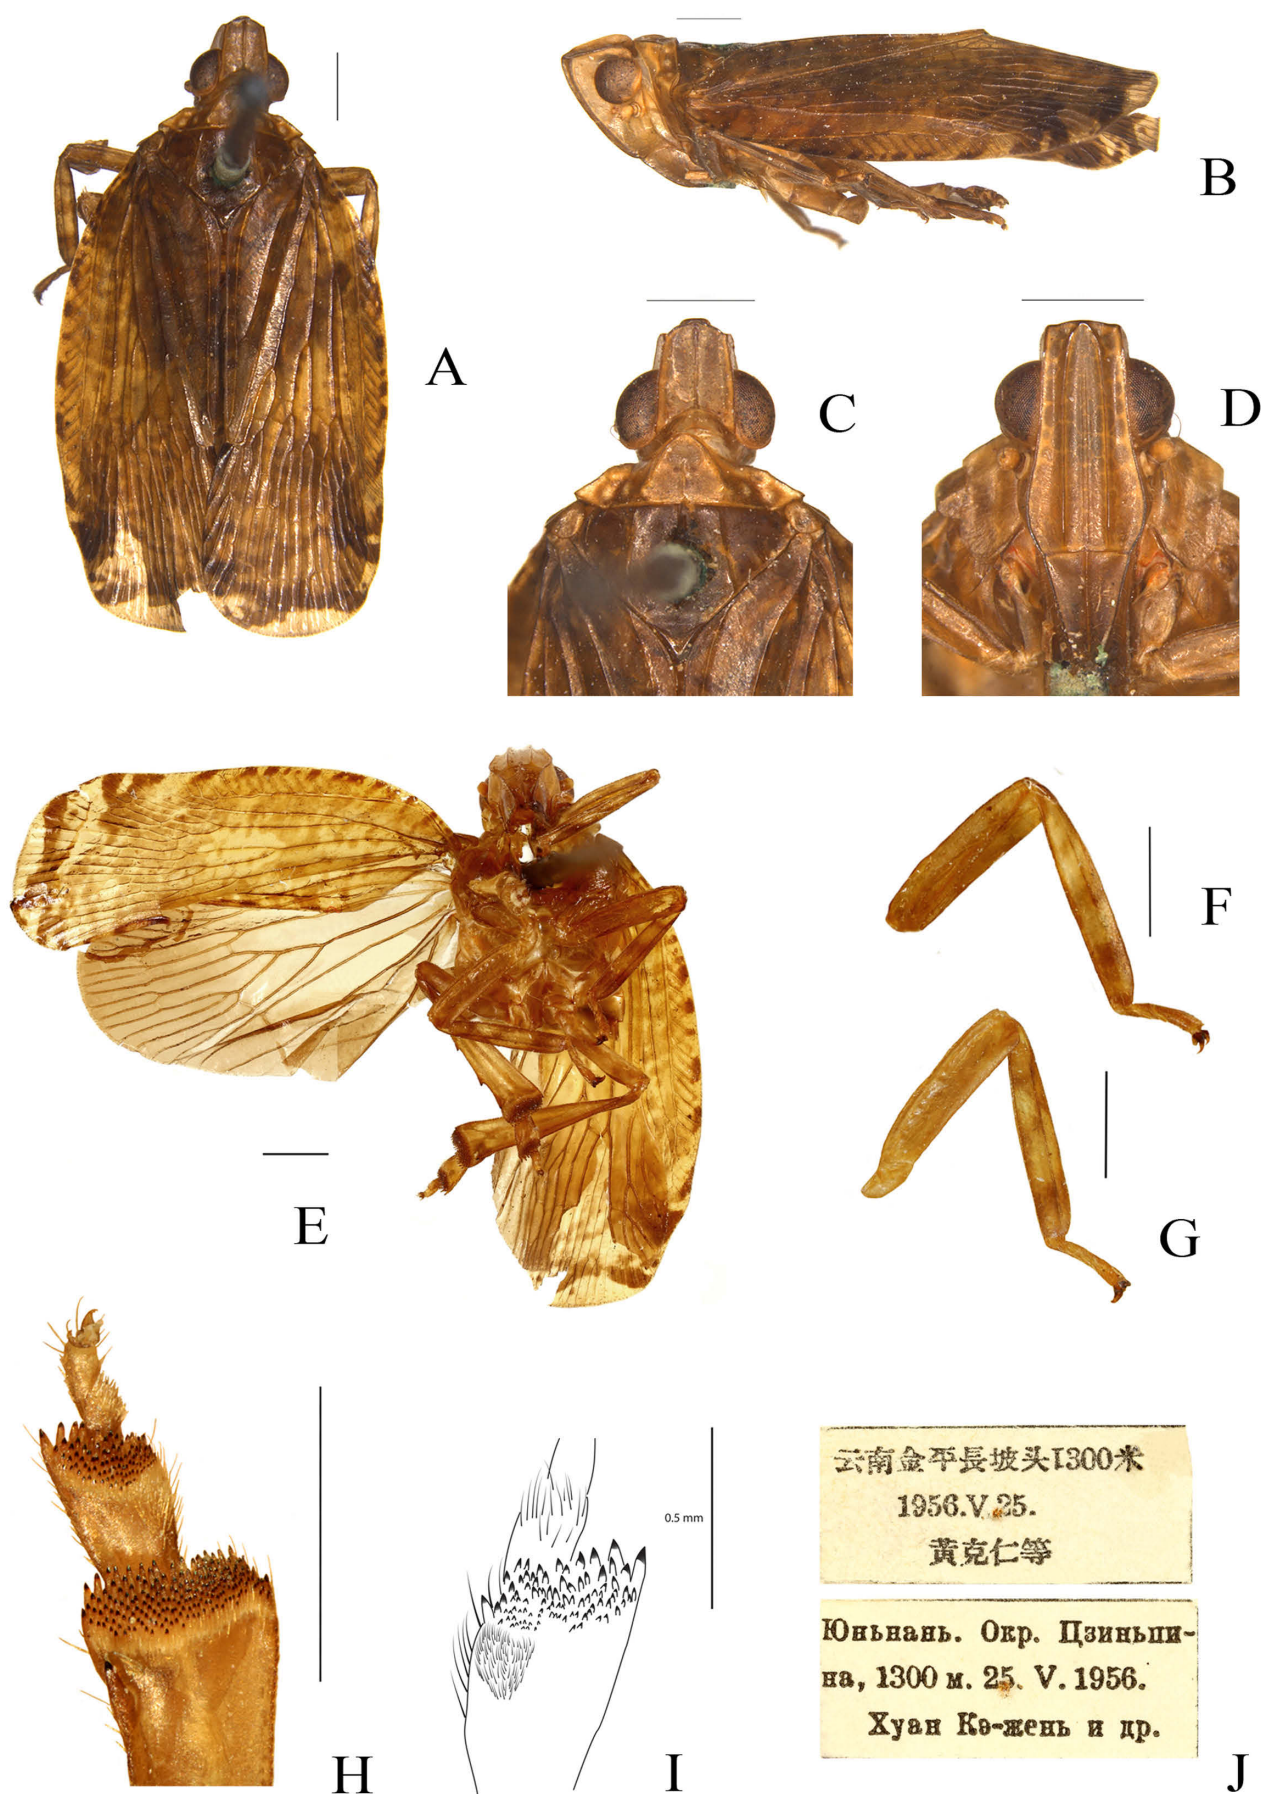 A
B
C
D
E
F
G
H
I
0.5 mm
云南金平長坡头1300米
1956.V.25.
黃克仁等
Юньнань. Окр. Цзиньпи-
на, 1300 м. 25. V. 1956.
Хуан Кэ-жень и др.
J